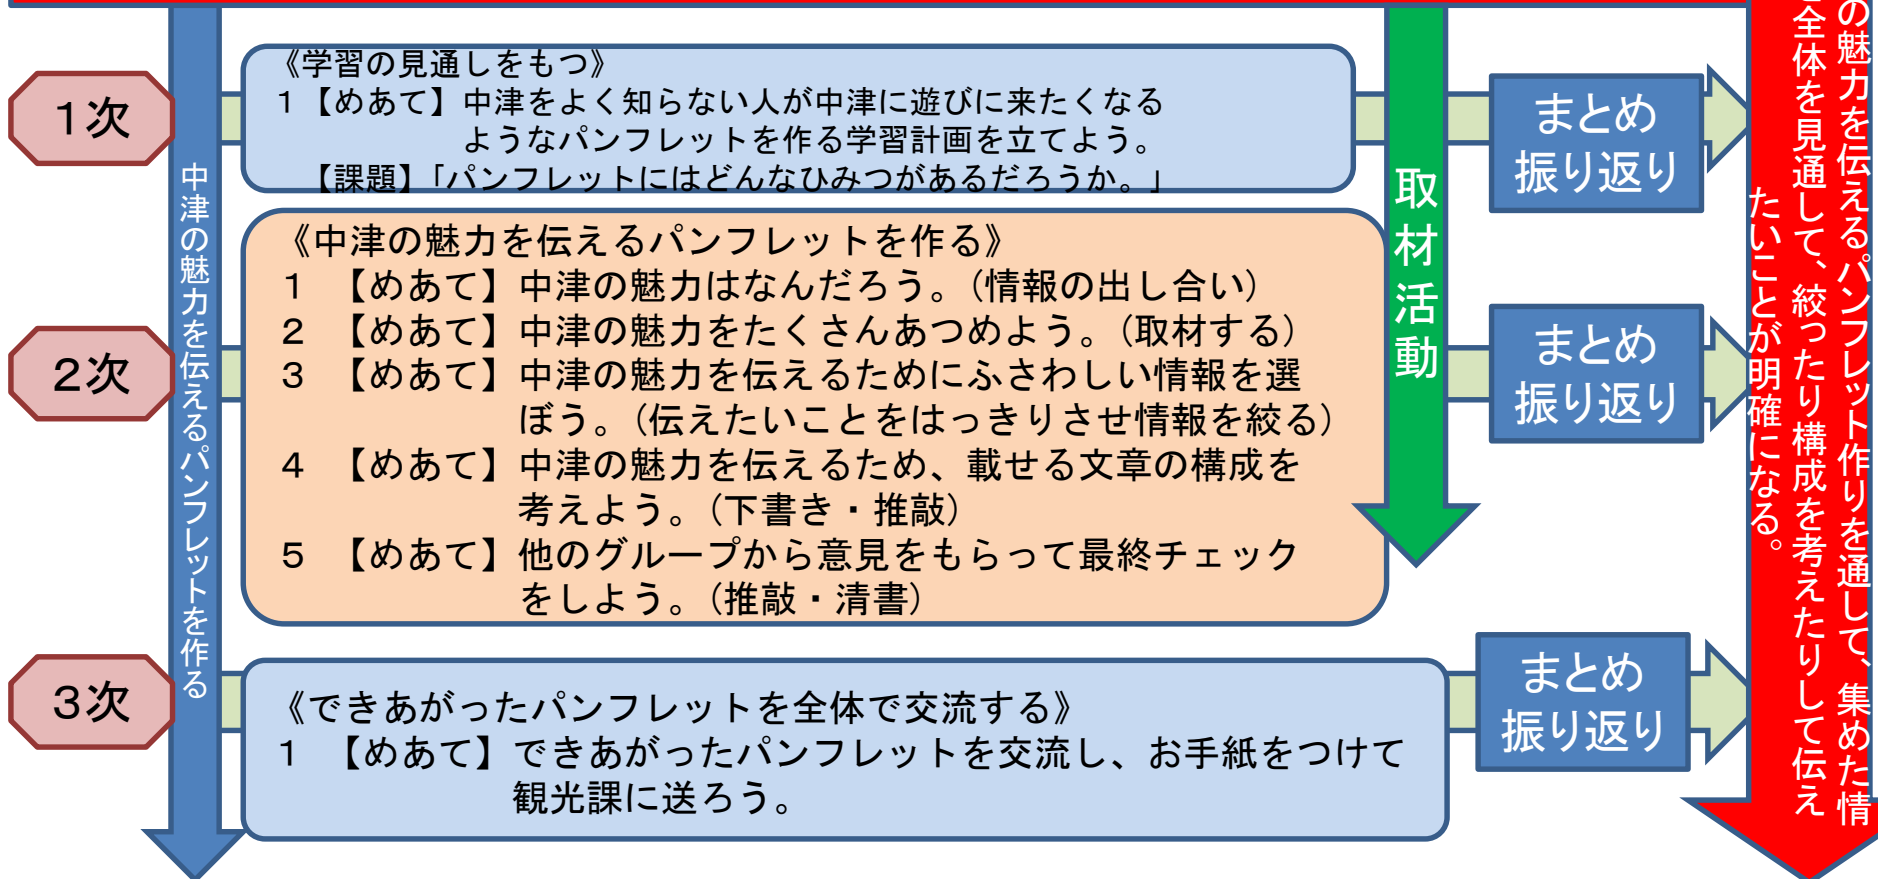 1次
《学習の見通しをもつ》
1【めあて】中津をよく知らない人が中津に遊びに来たくなる
ようなパンフレットを作る学習計画を立てよう。
【課題】「パンフレットにはどんなひみつがあるだろうか。」
まとめ
振り返り
2次
《中津の魅力を伝えるパンフレットを作る》
1 【めあて】中津の魅力はなんだろう。(情報の出し合い)
2 【めあて】中津の魅力をたくさんあつめよう。(取材する)
3 【めあて】中津の魅力を伝えるためにふさわしい情報を選
ぼう。(伝えたいことをはっきりさせ情報を絞る)
4 【めあて】中津の魅力を伝えるため、載せる文章の構成を
考えよう。(下書き・推敲)
5 【めあて】他のグループから意見をもらって最終チェック
をしよう。(推敲・清書)
まとめ
振り返り
3次
《できあがったパンフレットを全体で交流する》
1 【めあて】できあがったパンフレットを交流し、お手紙をつけて
観光課に送ろう。
まとめ
振り返り
中津の魅力を伝えるパンフレットを作る
取材活動
の魅力を伝えるパンフレット作りを通して、集めた情
全体を見通して、絞ったり構成を考えたりして伝え
たいことが明確になる。